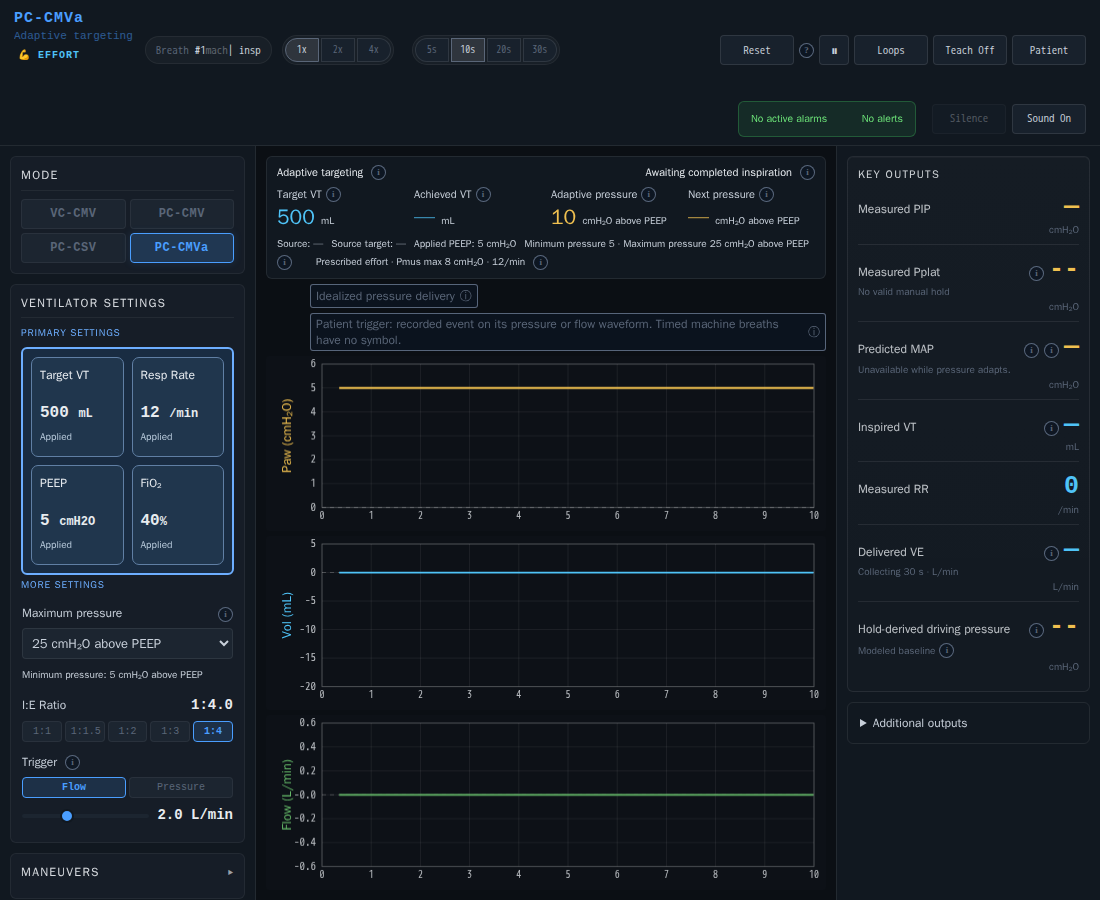 PC-CMVa
Adaptive targeting
💪 EFFORT
Breath #1mach| insp
1x 2x 4x
5s 10s 20s 30s
Reset ? ⏸ Loops Teach Off Patient
No active alarms No alerts
Silence Sound On
MODE
VC-CMV PC-CMV
PC-CSV PC-CMVa
VENTILATOR SETTINGS
PRIMARY SETTINGS
Target VT
500 mL
Applied
Resp Rate
12 /min
Applied
PEEP
5 cmH2O
Applied
FiO₂
40%
Applied
MORE SETTINGS
Maximum pressure ⓘ
25 cmH₂O above PEEP
Minimum pressure: 5 cmH₂O above PEEP
I:E Ratio 1:4.0
1:1 1:1.5 1:2 1:3 1:4
Trigger ⓘ
Flow Pressure
2.0 L/min
MANEUVERS ▸
Adaptive targeting ⓘ Awaiting completed inspiration ⓘ
Target VT ⓘ Achieved VT ⓘ Adaptive pressure ⓘ Next pressure ⓘ
500 mL — mL 10 cmH₂O above PEEP — cmH₂O above PEEP
Source: — Source target: — Applied PEEP: 5 cmH₂O Minimum pressure 5 · Maximum pressure 25 cmH₂O above PEEP
ⓘ Prescribed effort · Pmus max 8 cmH₂O · 12/min ⓘ
Idealized pressure delivery ⓘ
Patient trigger: recorded event on its pressure or flow waveform. Timed machine breaths
have no symbol. ⓘ
Paw (cmH₂O)
6
5
4
3
2
1
0
0 1 2 3 4 5 6 7 8 9 10
Vol (mL)
5
0
-5
-10
-15
-20
0 1 2 3 4 5 6 7 8 9 10
Flow (L/min)
0.6
0.4
0.2
-0.0
-0.2
-0.4
-0.6
0 1 2 3 4 5 6 7 8 9 10
KEY OUTPUTS
Measured PIP —
cmH₂O
Measured Pplat ⓘ --
No valid manual hold
cmH₂O
Predicted MAP ⓘ ⓘ —
Unavailable while pressure adapts.
cmH₂O
Inspired VT ⓘ —
mL
Measured RR 0
/min
Delivered VE ⓘ —
Collecting 30 s · L/min
L/min
Hold-derived driving pressure ⓘ --
Modeled baseline ⓘ
cmH₂O
▶ Additional outputs